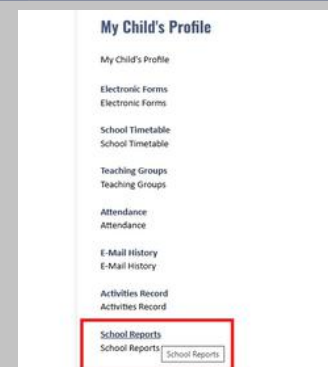 My Child's Profile
My Child's Profile
Electronic Forms
Electronic Forms
School Timetable
School Timetable
Teaching Groups
Teaching Groups
Attendance
Attendance
E-Mail History
E-Mail History
Activities Record
Activities Record
School Reports
School Reports
School Reports